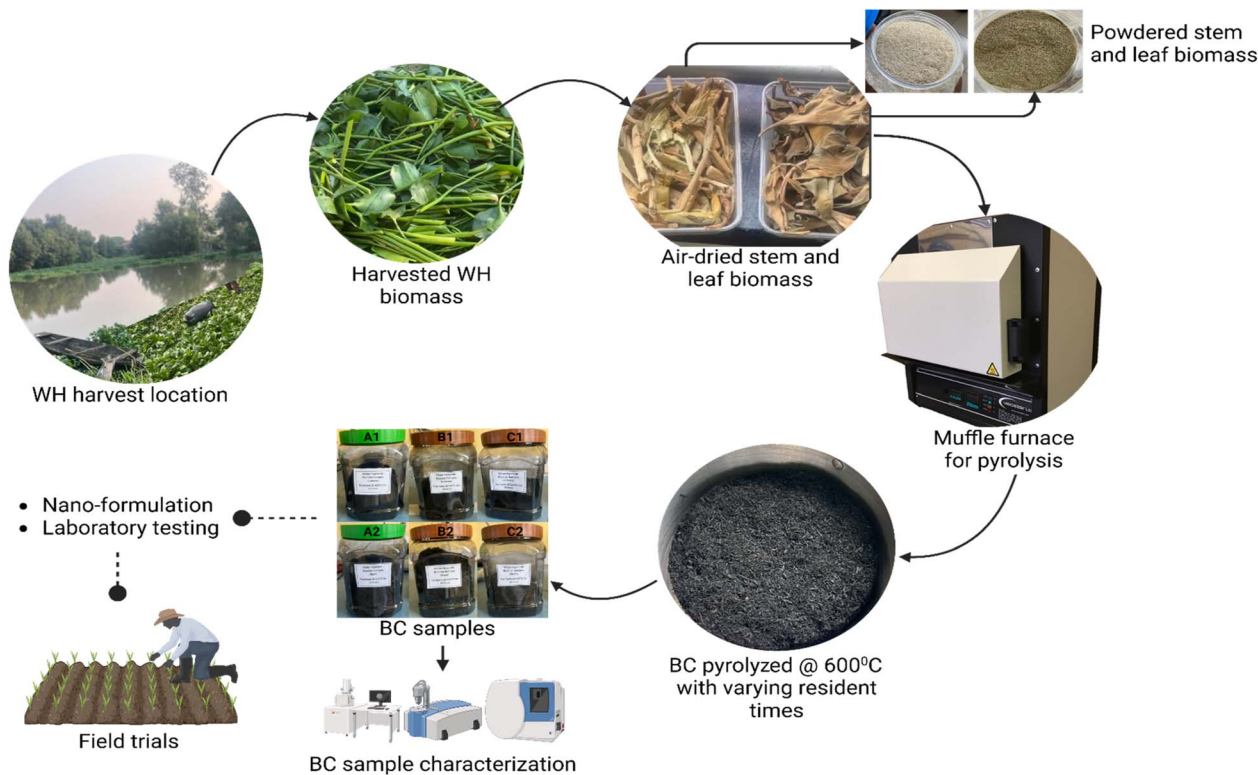 Powdered stem
and leaf biomass
Harvested WH
biomass
Air-dried stem and
leaf biomass
WH harvest location
Muffle furnace
for pyrolysis
A1 B1 C1
A2 B2 C2
• Nano-formulation
• Laboratory testing
BC samples
BC pyrolyzed @ 600⁰C
with varying resident
times
Field trials
BC sample characterization